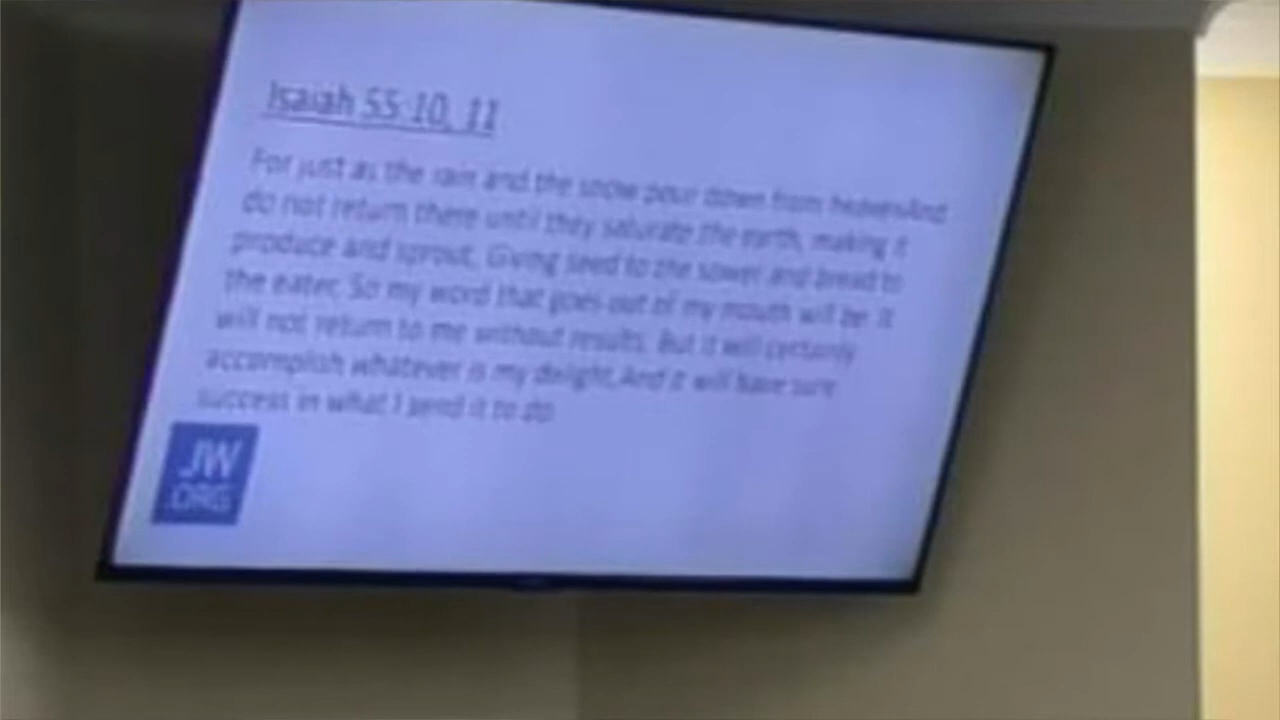 Isaiah 55:10, 11
For just as the rain and the snow pour down from heavenAnd
do not return there until they saturate the earth, making it
produce and sprout, Giving seed to the sower and bread to
the eater, So my word that goes out of my mouth will be. It
will not return to me without results, But it will certainly
accomplish whatever is my delight,And it will have sure
success in what I send it to do
JW
.ORG